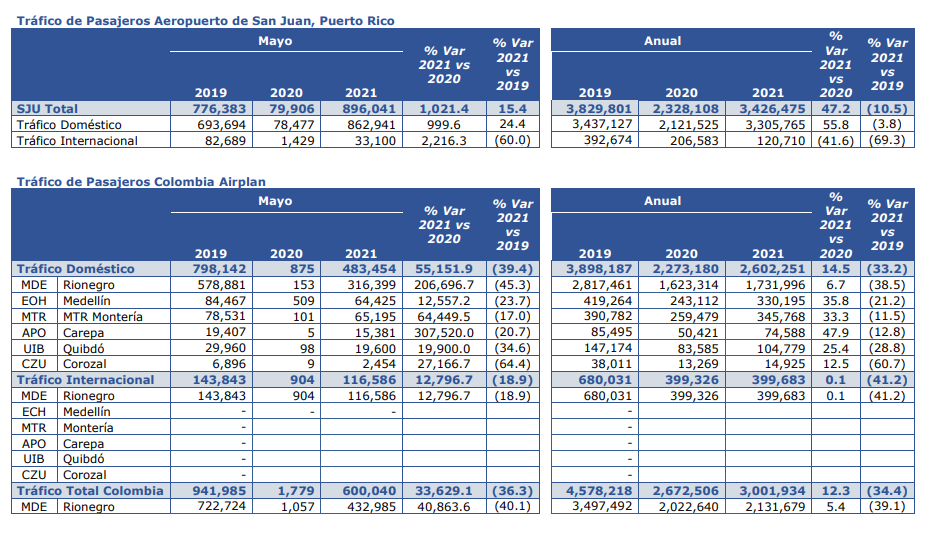 Tráfico de Pasajeros Aeropuerto de San Juan, Puerto Rico
Mayo % Var 2021 vs 2020 % Var 2021 vs 2019 Anual % Var 2021 vs 2020 % Var 2021 vs 2019
2019 2020 2021 2019 2020 2021
SJU Total 776,383 79,906 896,041 1,021.4 15.4 3,829,801 2,328,108 3,426,475 47.2 (10.5)
Tráfico Doméstico 693,694 78,477 862,941 999.6 24.4 3,437,127 2,121,525 3,305,765 55.8 (3.8)
Tráfico Internacional 82,689 1,429 33,100 2,216.3 (60.0) 392,674 206,583 120,710 (41.6) (69.3)
Tráfico de Pasajeros Colombia Airplan
Mayo % Var 2021 vs 2020 % Var 2021 vs 2019 Anual % Var 2021 vs 2020 % Var 2021 vs 2019
2019 2020 2021 2019 2020 2021
Tráfico Doméstico 798,142 875 483,454 55,151.9 (39.4) 3,898,187 2,273,180 2,602,251 14.5 (33.2)
MDE Rionegro 578,881 153 316,399 206,696.7 (45.3) 2,817,461 1,623,314 1,731,996 6.7 (38.5)
EOH Medellín 84,467 509 64,425 12,557.2 (23.7) 419,264 243,112 330,195 35.8 (21.2)
MTR MTR Montería 78,531 101 65,195 64,449.5 (17.0) 390,782 259,479 345,768 33.3 (11.5)
APO Carepa 19,407 5 15,381 307,520.0 (20.7) 85,495 50,421 74,588 47.9 (12.8)
UIB Quibdó 29,960 98 19,600 19,900.0 (34.6) 147,174 83,585 104,779 25.4 (28.8)
CZU Corozal 6,896 9 2,454 27,166.7 (64.4) 38,011 13,269 14,925 12.5 (60.7)
Tráfico Internacional 143,843 904 116,586 12,796.7 (18.9) 680,031 399,326 399,683 0.1 (41.2)
MDE Rionegro 143,843 904 116,586 12,796.7 (18.9) 680,031 399,326 399,683 0.1 (41.2)
ECH Medellín - - - -
MTR Montería - -
APO Carepa - -
UIB Quibdó - -
CZU Corozal - -
Tráfico Total Colombia 941,985 1,779 600,040 33,629.1 (36.3) 4,578,218 2,672,506 3,001,934 12.3 (34.4)
MDE Rionegro 722,724 1,057 432,985 40,863.6 (40.1) 3,497,492 2,022,640 2,131,679 5.4 (39.1)